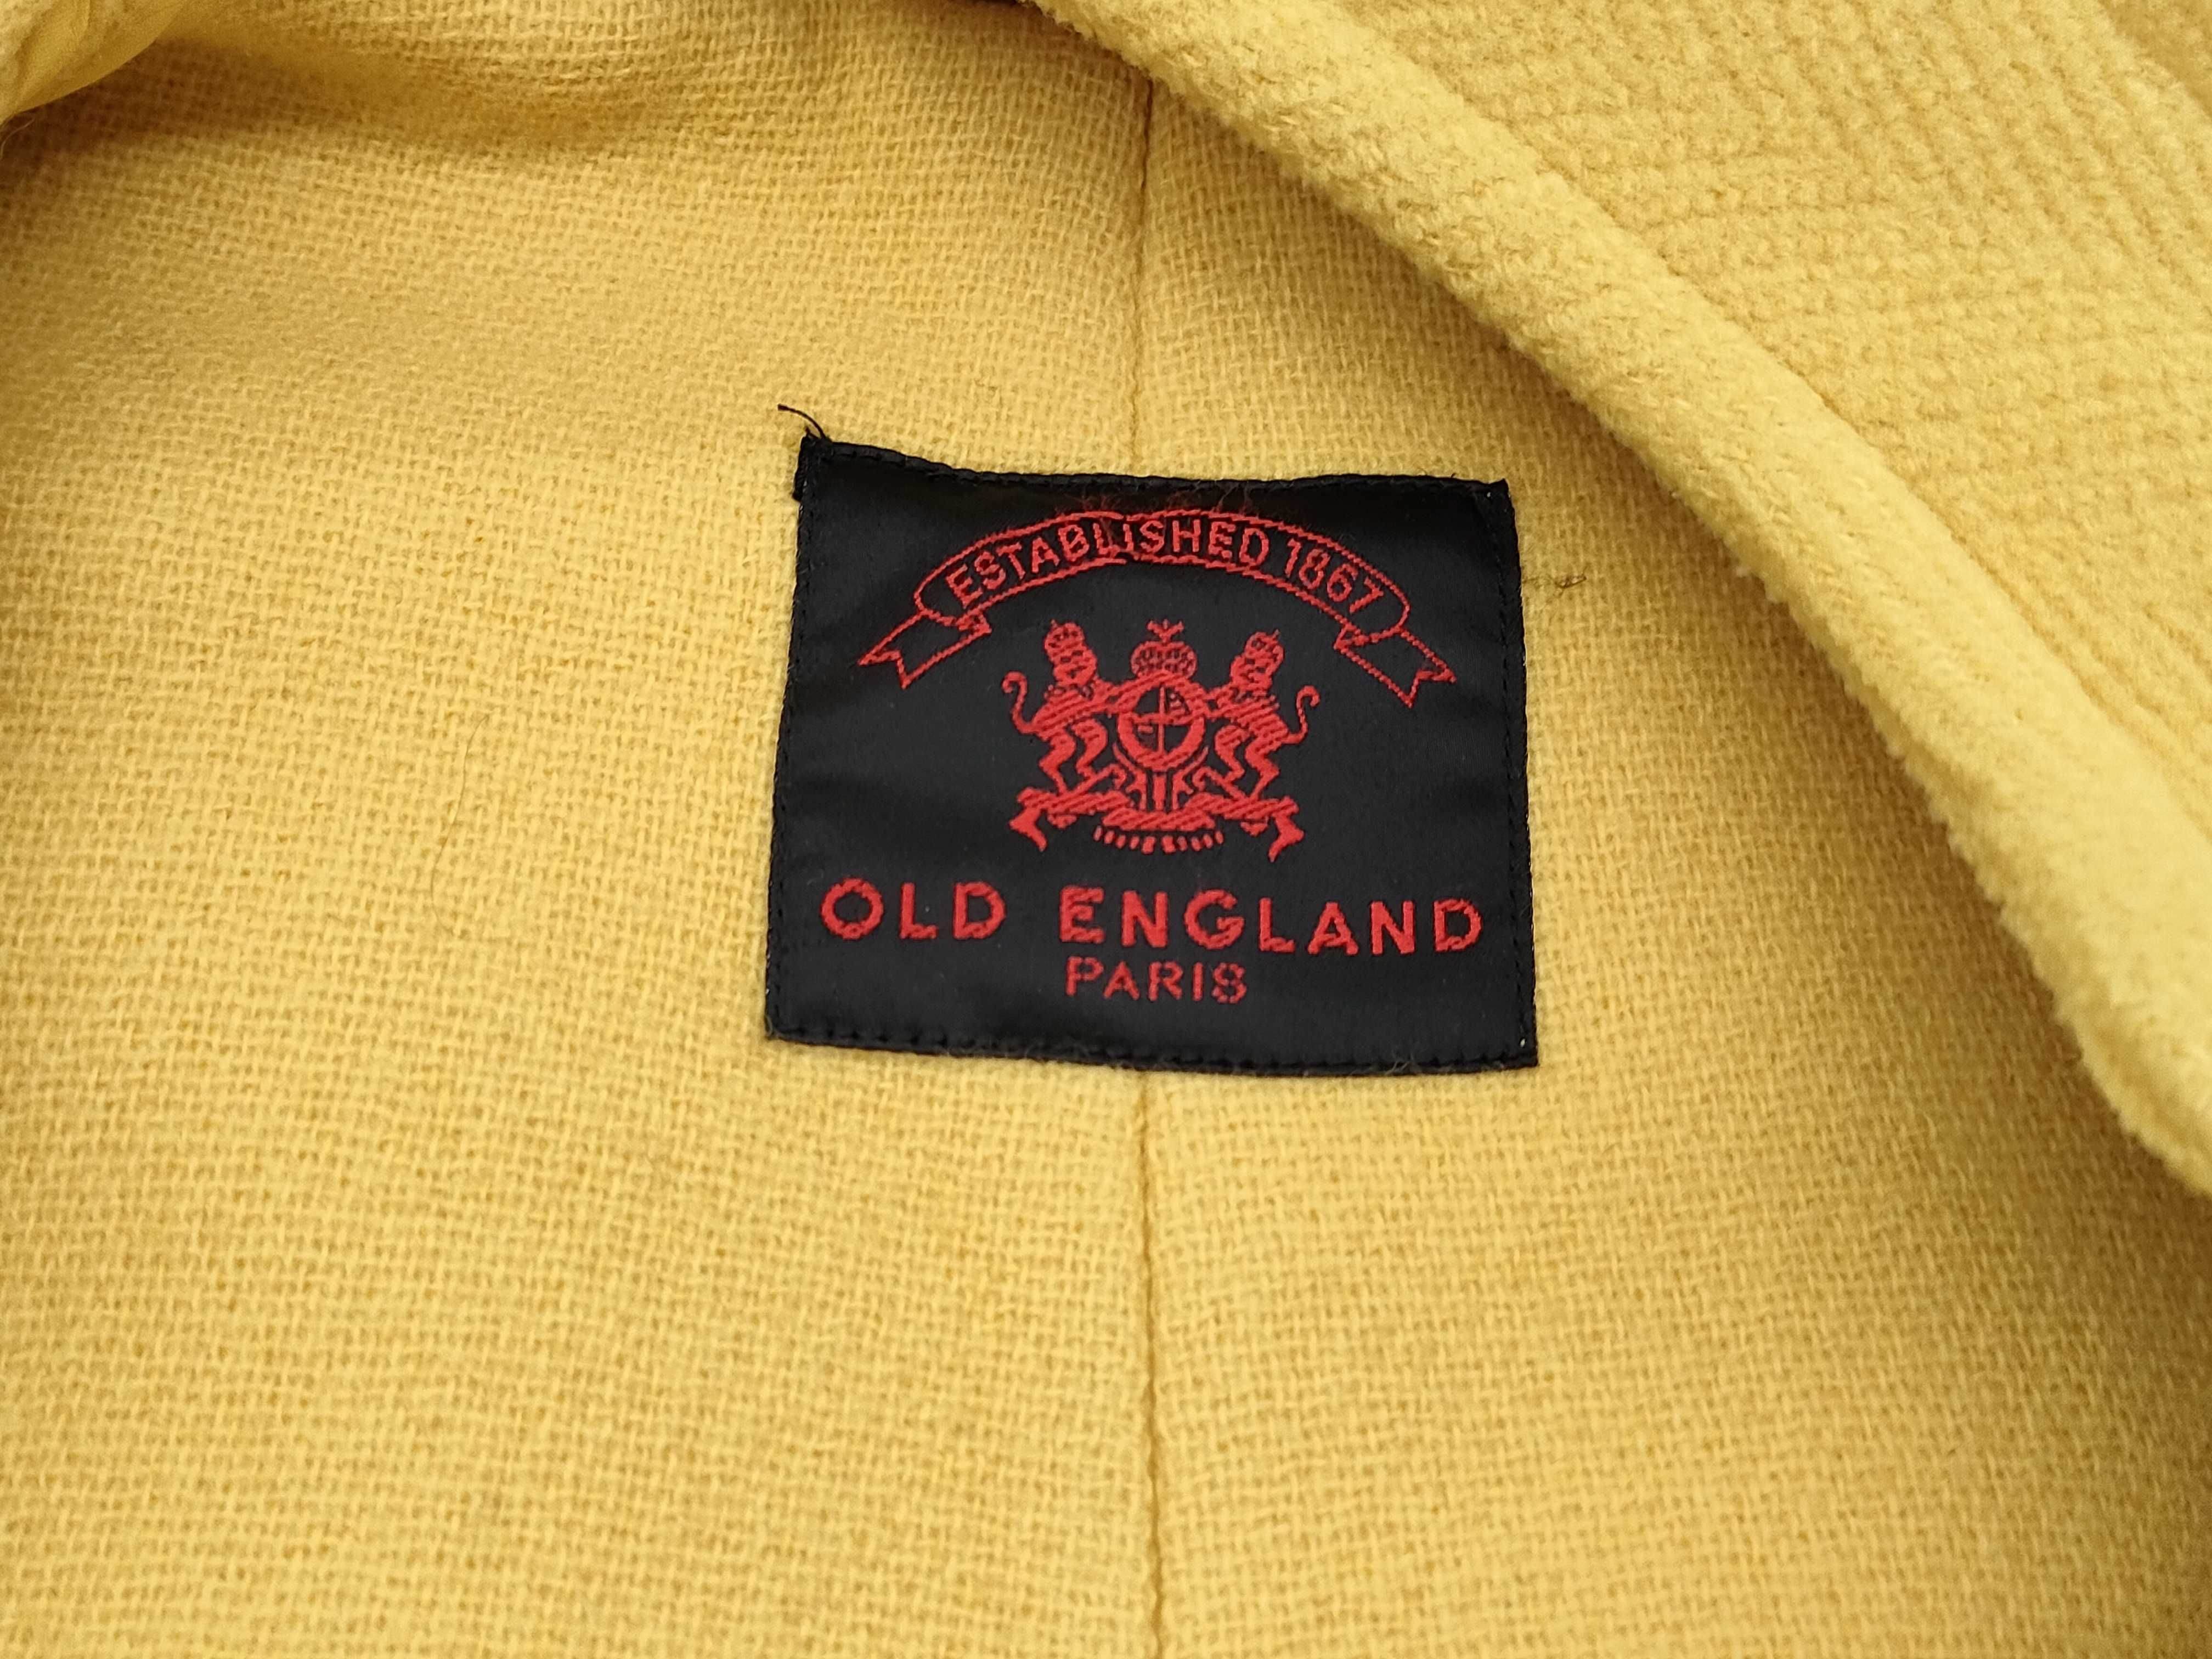 ESTABLISHED 1867
OLD ENGLAND
PARIS